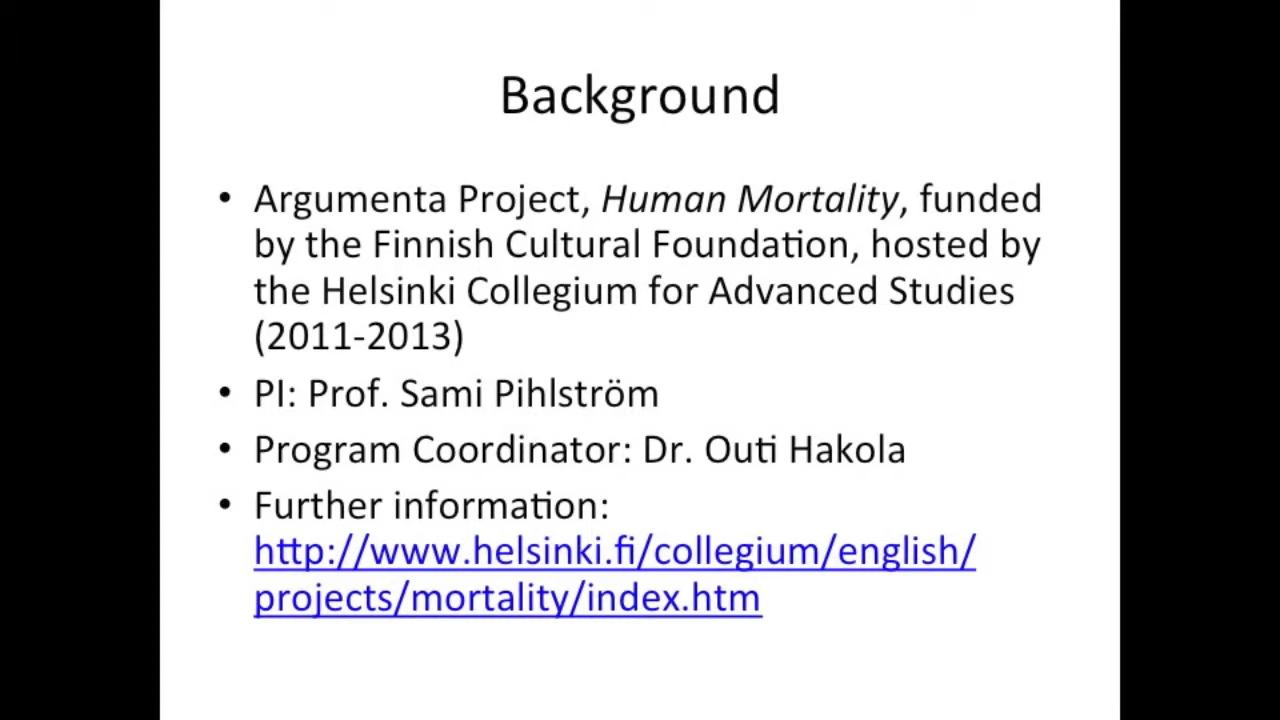 Background
• Argumenta Project, Human Mortality, funded
by the Finnish Cultural Foundation, hosted by
the Helsinki Collegium for Advanced Studies
(2011-2013)
• PI: Prof. Sami Pihlström
• Program Coordinator: Dr. Outi Hakola
• Further information:
http://www.helsinki.fi/collegium/english/
projects/mortality/index.htm